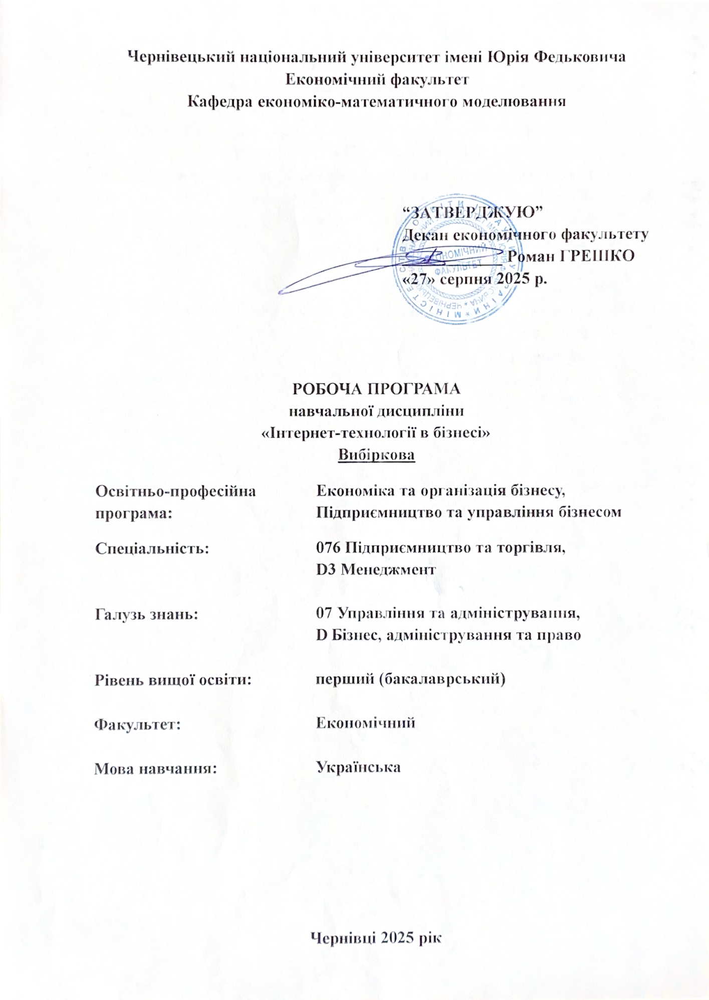 Чернівецький національний університет імені Юрія Федьковича
Економічний факультет
Кафедра економіко-математичного моделювання
“ЗАТВЕРДЖУЮ”
Декан економічного факультету
Роман ГРЕШКО
«27» серпня 2025 р.
ЕКОНОМІЧНИЙ
ФАКУЛЬТЕТ
РОБОЧА ПРОГРАМА
навчальної дисципліни
«Інтернет-технології в бізнесі»
Вибіркова
Освітньо-професійна програма: Економіка та організація бізнесу,
Підприємництво та управління бізнесом
Спеціальність: 076 Підприємництво та торгівля,
D3 Менеджмент
Галузь знань: 07 Управління та адміністрування,
D Бізнес, адміністрування та право
Рівень вищої освіти: перший (бакалаврський)
Факультет: Економічний
Мова навчання: Українська
Чернівці 2025 рік